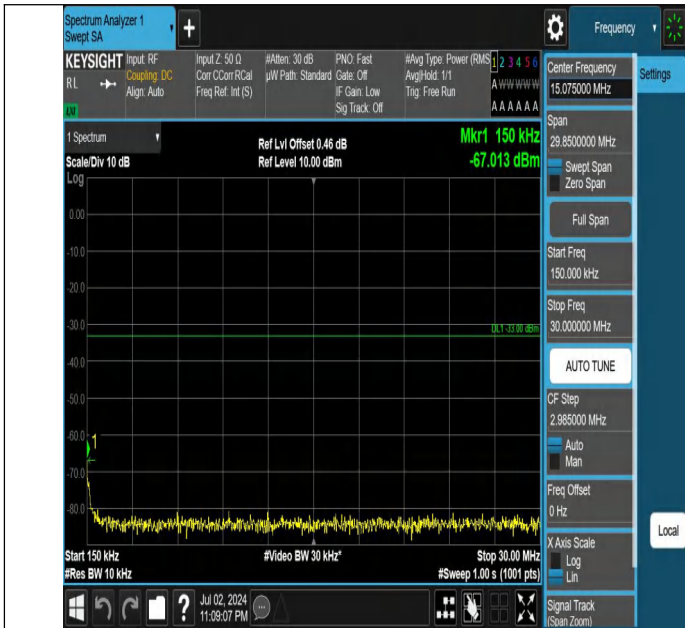 Spectrum Analyzer 1
Swept SA
+
Frequency
KEYSIGHT
RL
LXI
Input: RF
Coupling: DC
Align: Auto
Input Z: 50 Ω
Corr CCorr RCal
Freq Ref: Int (S)
#Atten: 30 dB
µW Path: Standard
PNO: Fast
Gate: Off
IF Gain: Low
Sig Track: Off
#Avg Type: Power (RMS
Avg|Hold: 1/1
Trig: Free Run
1 2 3 4 5 6
A W W W W W
A A A A A A
1 Spectrum
Scale/Div 10 dB
Log
Ref Lvl Offset 0.46 dB
Ref Level 10.00 dBm
Mkr1 150 kHz
-67.013 dBm
0.00
-10.0
-20.0
-30.0
DL1 -33.00 dBm
-40.0
-50.0
-60.0
1
-70.0
-80.0
Start 150 kHz
#Video BW 30 kHz*
Stop 30.00 MHz
#Res BW 10 kHz
#Sweep 1.00 s (1001 pts)
?
Jul 02, 2024
11:09:07 PM
Center Frequency
15.075000 MHz
Settings
Span
29.8500000 MHz
Swept Span
Zero Span
Full Span
Start Freq
150.000 kHz
Stop Freq
30.000000 MHz
AUTO TUNE
CF Step
2.985000 MHz
Auto
Man
Freq Offset
0 Hz
X Axis Scale
Log
Lin
Local
Signal Track
(Span Zoom)